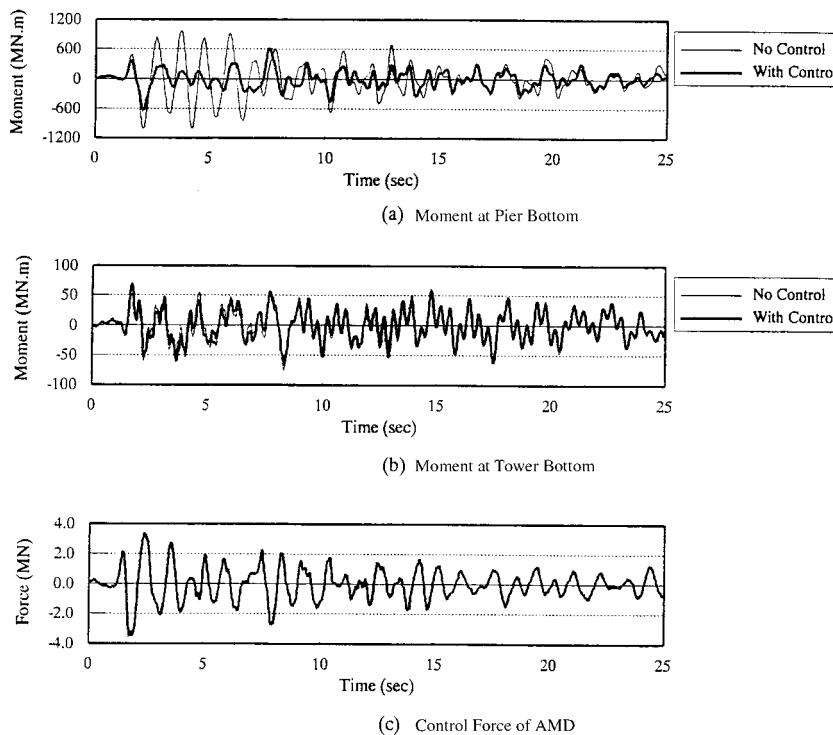 1200
600
0
-600
-1200
Moment (MN.m)
0 5 10 15 20 25
Time (sec)
No Control
With Control
(a) Moment at Pier Bottom
100
50
0
-50
-100
Moment (MN.m)
0 5 10 15 20 25
Time (sec)
No Control
With Control
(b) Moment at Tower Bottom
4.0
2.0
0.0
-2.0
-4.0
Force (MN)
0 5 10 15 20 25
Time (sec)
(c) Control Force of AMD